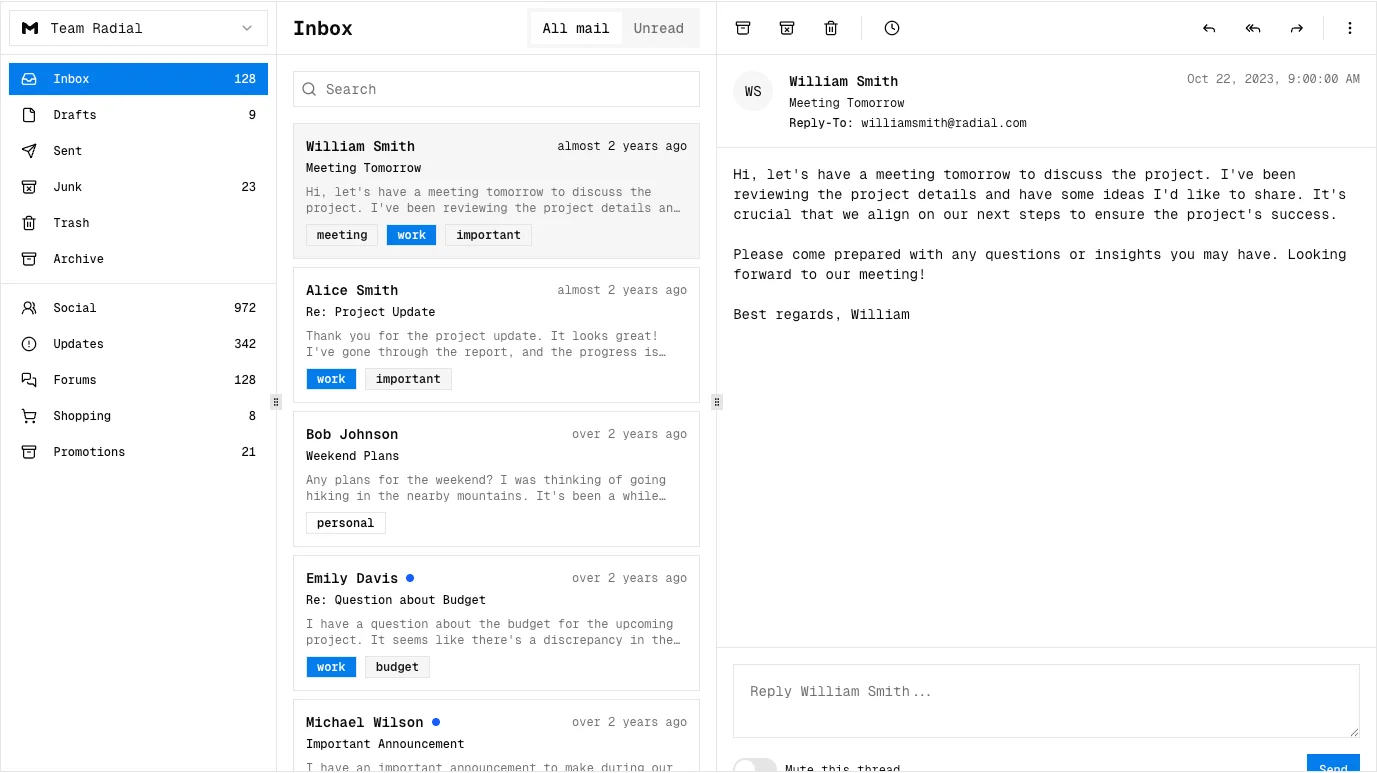 Team Radial
Inbox 128
Drafts 9
Sent
Junk 23
Trash
Archive
Social 972
Updates 342
Forums 128
Shopping 8
Promotions 21
Inbox
All mail Unread
Search
William Smith almost 2 years ago
Meeting Tomorrow
Hi, let's have a meeting tomorrow to discuss the
project. I've been reviewing the project details an…
meeting work important
Alice Smith almost 2 years ago
Re: Project Update
Thank you for the project update. It looks great!
I've gone through the report, and the progress is…
work important
Bob Johnson over 2 years ago
Weekend Plans
Any plans for the weekend? I was thinking of going
hiking in the nearby mountains. It's been a while…
personal
Emily Davis over 2 years ago
Re: Question about Budget
I have a question about the budget for the upcoming
project. It seems like there's a discrepancy in the…
work budget
Michael Wilson over 2 years ago
Important Announcement
I have an important announcement to make during our
WS
William Smith Oct 22, 2023, 9:00:00 AM
Meeting Tomorrow
Reply-To: williamsmith@radial.com
Hi, let's have a meeting tomorrow to discuss the project. I've been
reviewing the project details and have some ideas I'd like to share. It's
crucial that we align on our next steps to ensure the project's success.
Please come prepared with any questions or insights you may have. Looking
forward to our meeting!
Best regards, William
Reply William Smith...
Mute this thread
Send